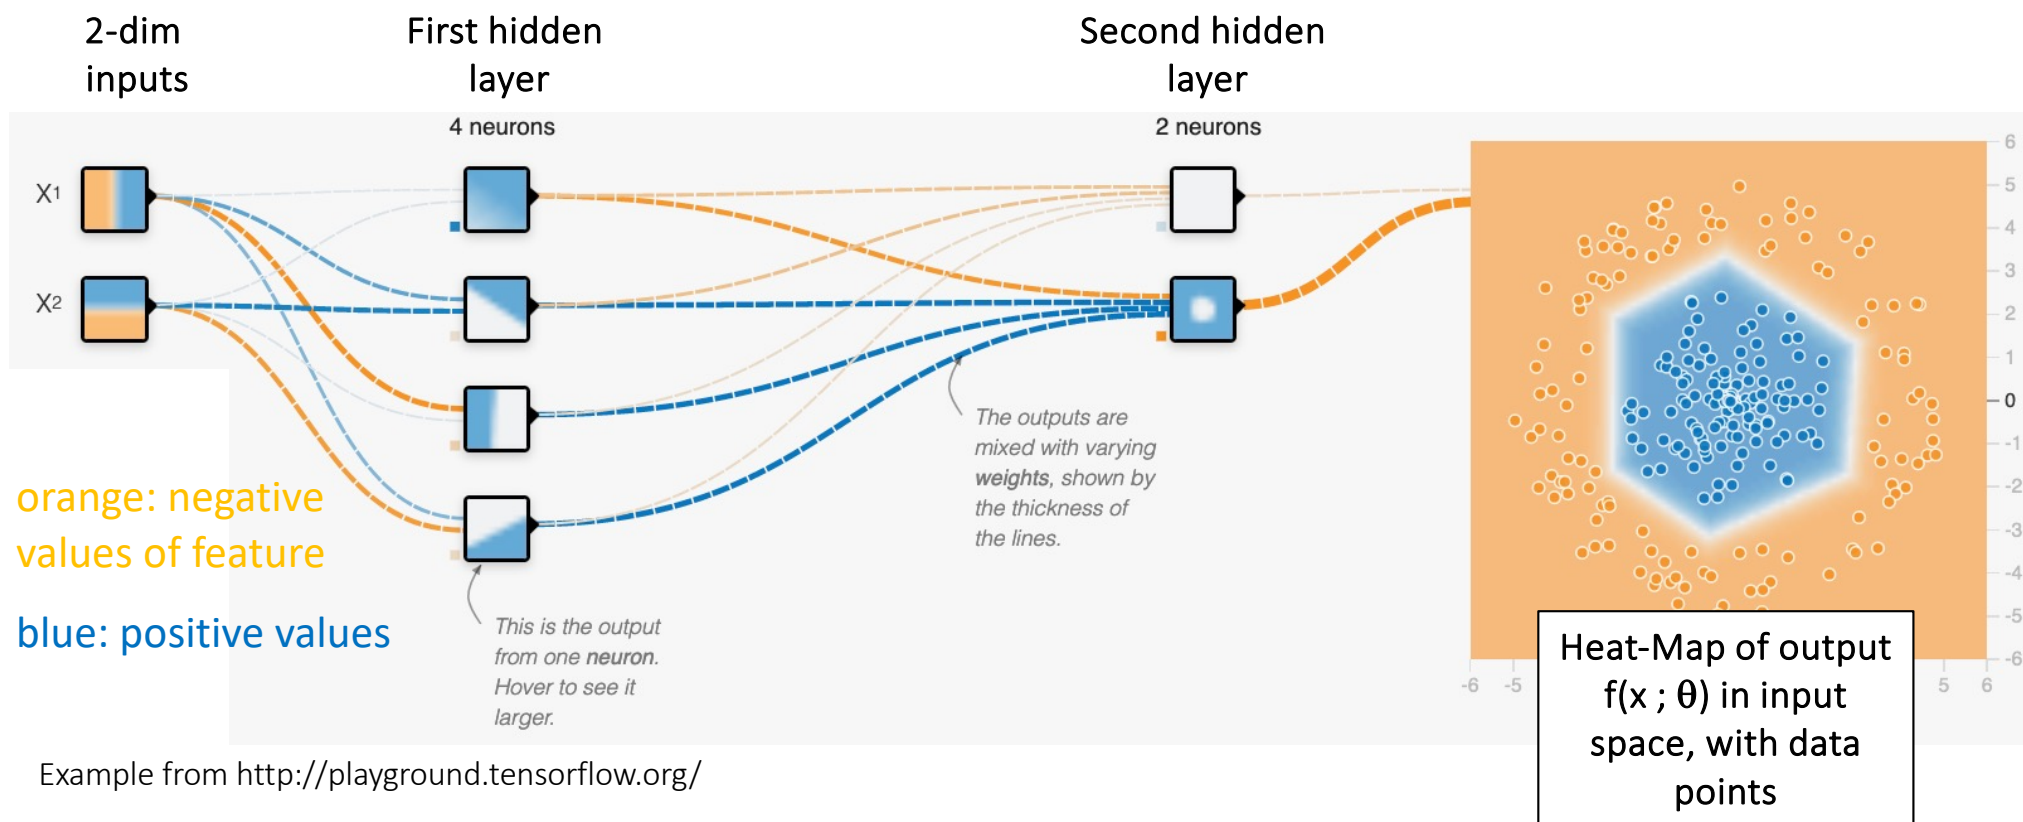 2-dim
inputs
First hidden
layer
Second hidden
layer
4 neurons
2 neurons
X1
X2
orange: negative
values of feature
blue: positive values
This is the output
from one neuron.
Hover to see it
larger.
The outputs are
mixed with varying
weights, shown by
the thickness of
the lines.
6
5
4
3
2
1
0
-1
-2
-3
-4
-5
-6
-6 -5 5 6
Heat-Map of output
f(x ; θ) in input
space, with data
points
Example from http://playground.tensorflow.org/